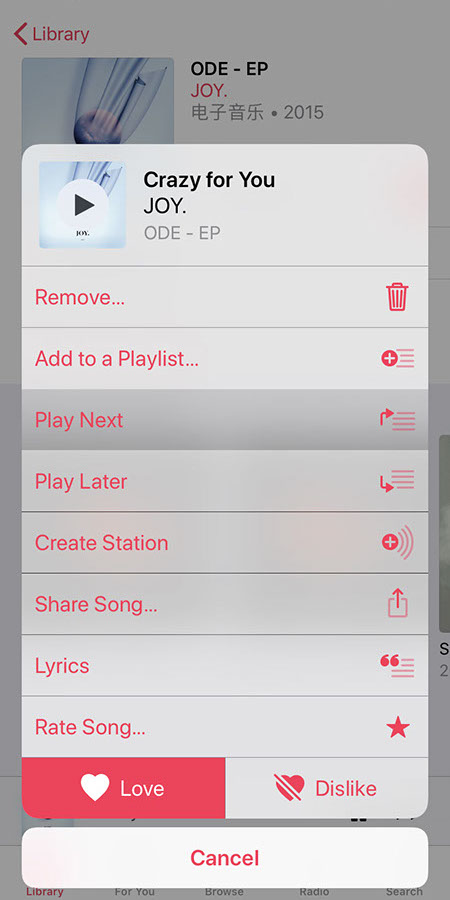 Library
ODE - EP
JOY.
电子音乐 • 2015
Crazy for You
JOY.
ODE - EP
JOY.
Remove...
Add to a Playlist...
Play Next
Play Later
Create Station
Share Song...
Lyrics
Rate Song...
S
2
Love
Dislike
Cancel
Library
For You
Browse
Radio
Search